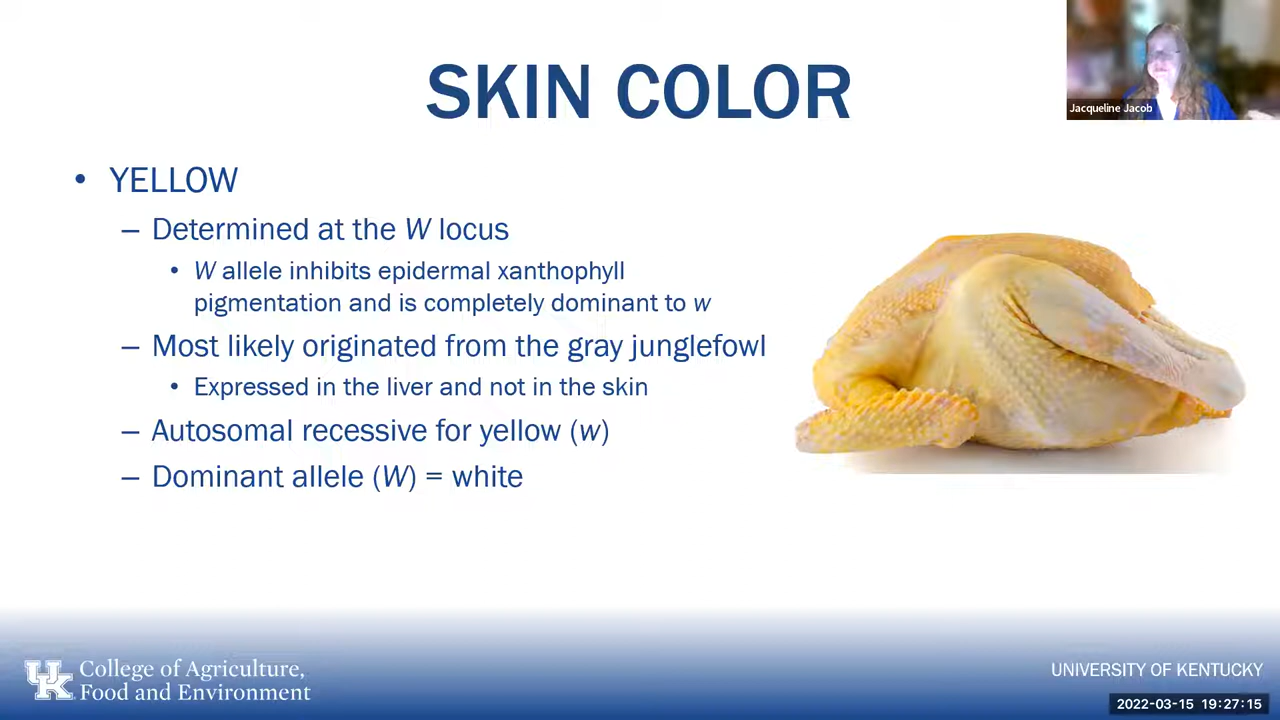 SKIN COLOR
Jacqueline Jacob
• YELLOW
– Determined at the W locus
• W allele inhibits epidermal xanthophyll
pigmentation and is completely dominant to w
– Most likely originated from the gray junglefowl
• Expressed in the liver and not in the skin
– Autosomal recessive for yellow (w)
– Dominant allele (W) = white
UK College of Agriculture,
Food and Environment
UNIVERSITY OF KENTUCKY
2022-03-15 19:27:15